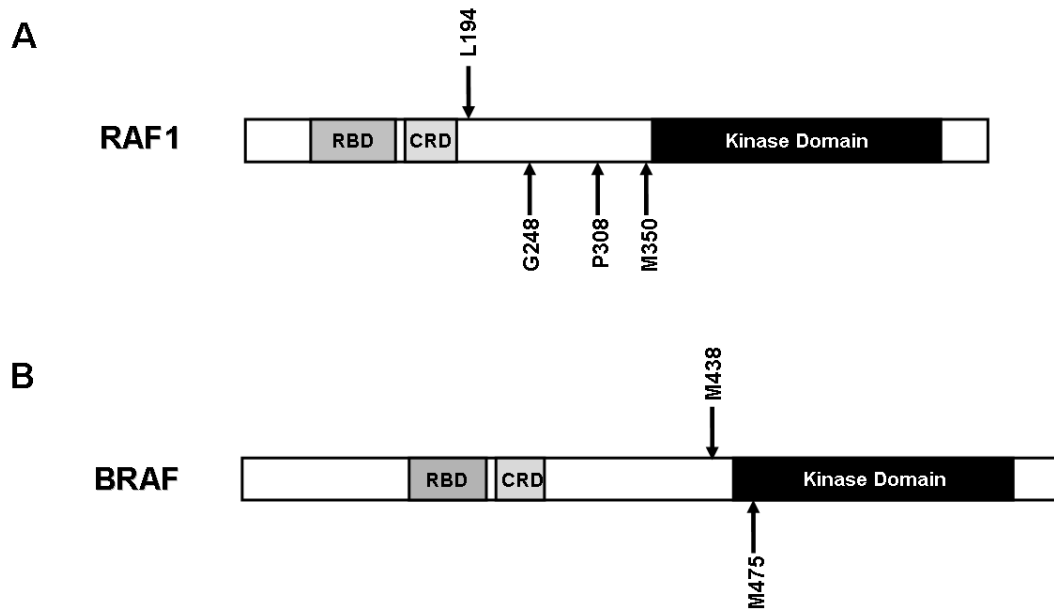 A
L194
RAF1
RBD
CRD
Kinase Domain
G248
P308
M350
B
M438
BRAF
RBD
CRD
Kinase Domain
M475